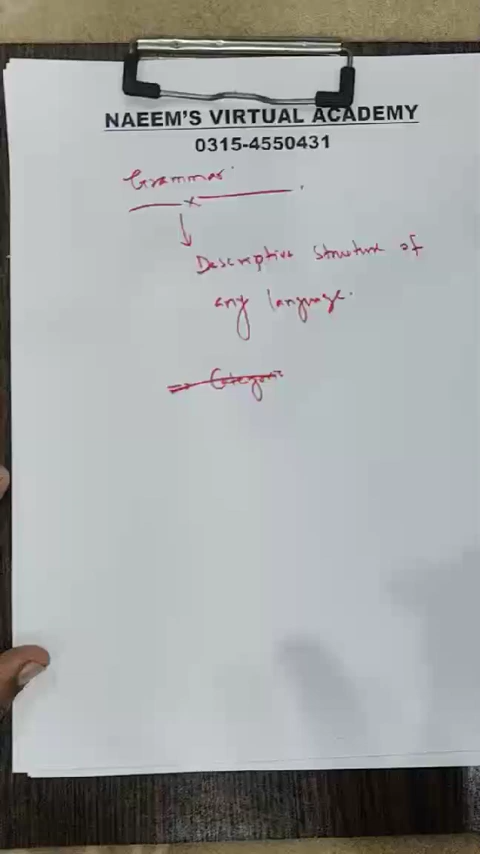 NAEEM'S VIRTUAL ACADEMY
0315-4550431
Grammar
Descriptive structure of
any language.